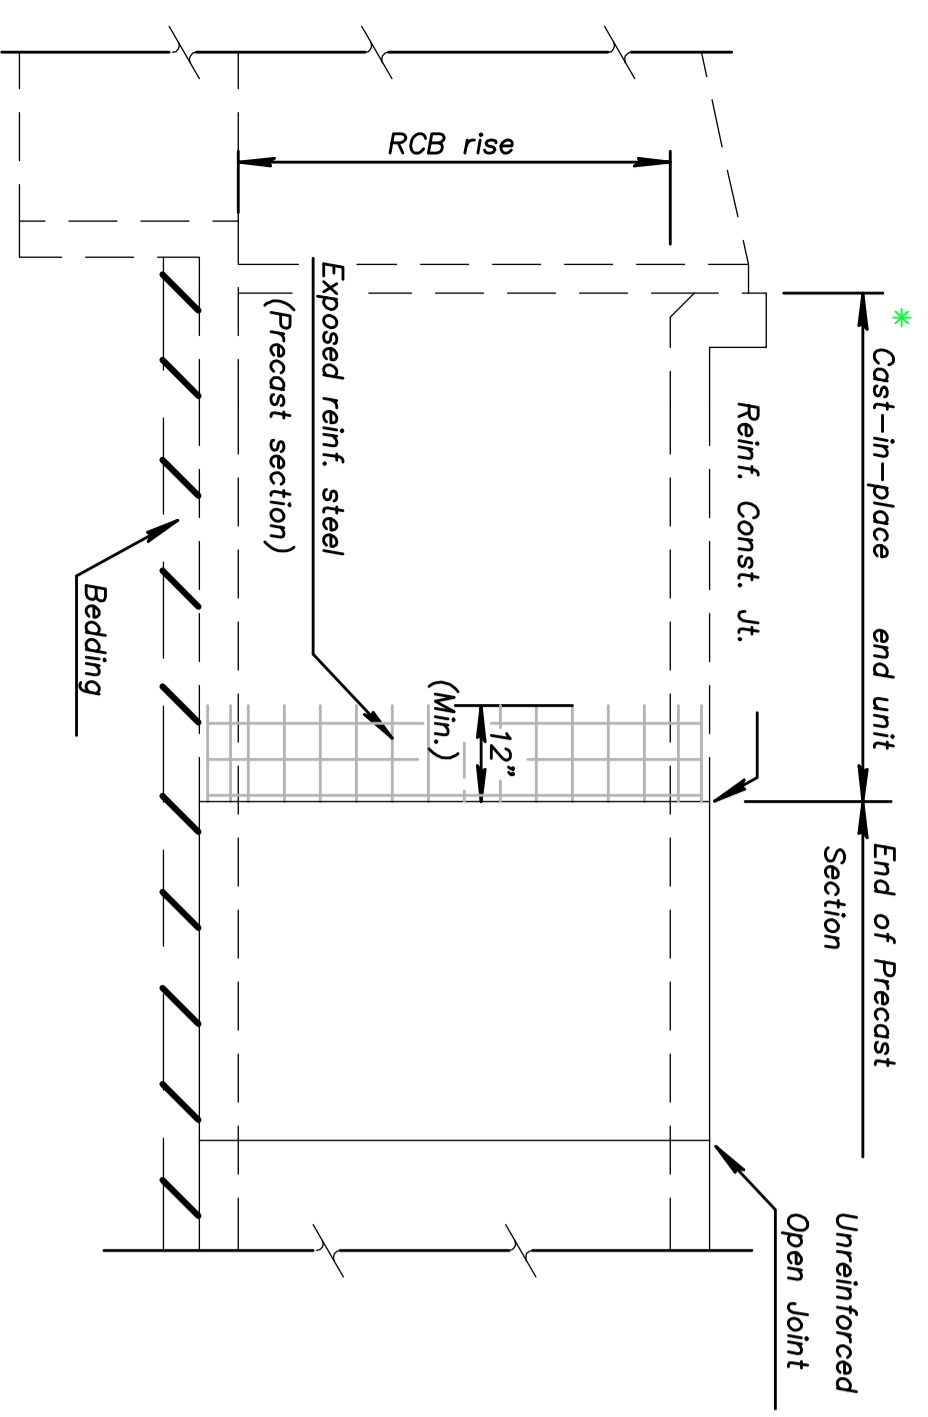 * Cast-in-place end unit
End of Precast
Section
Unreinforced
Open Joint
Reinf. Const. Jt.
RCB rise
12"
(Min.)
Exposed reinf. steel
(Precast section)
Bedding